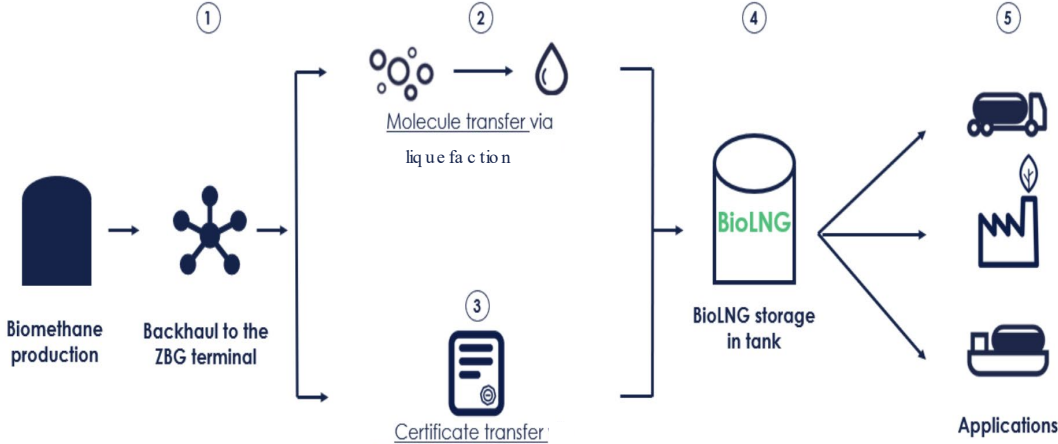 1
2
4
5
Molecule transfer via
liquefaction
BioLNG
3
Biomethane
production
Backhaul to the
ZBG terminal
BioLNG storage
in tank
Certificate transfer
Applications